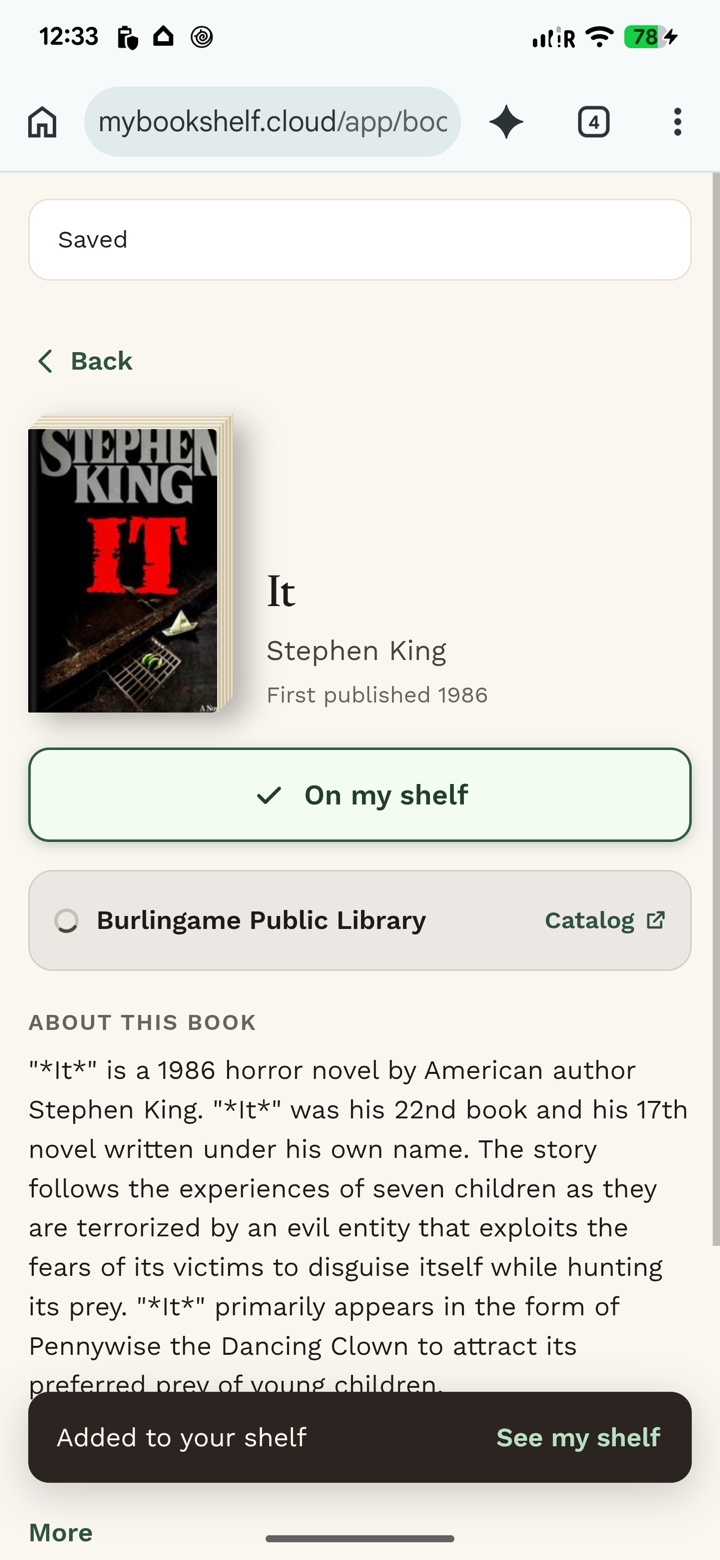 12:33
R
78
mybookshelf.cloud/app/boo
4
Saved
Back
STEPHEN
KING
IT
It
Stephen King
First published 1986
On my shelf
Burlingame Public Library
Catalog
ABOUT THIS BOOK
"*It*" is a 1986 horror novel by American author
Stephen King. "*It*" was his 22nd book and his 17th
novel written under his own name. The story
follows the experiences of seven children as they
are terrorized by an evil entity that exploits the
fears of its victims to disguise itself while hunting
its prey. "*It*" primarily appears in the form of
Pennywise the Dancing Clown to attract its
preferred prey of young children.
Added to your shelf
See my shelf
More